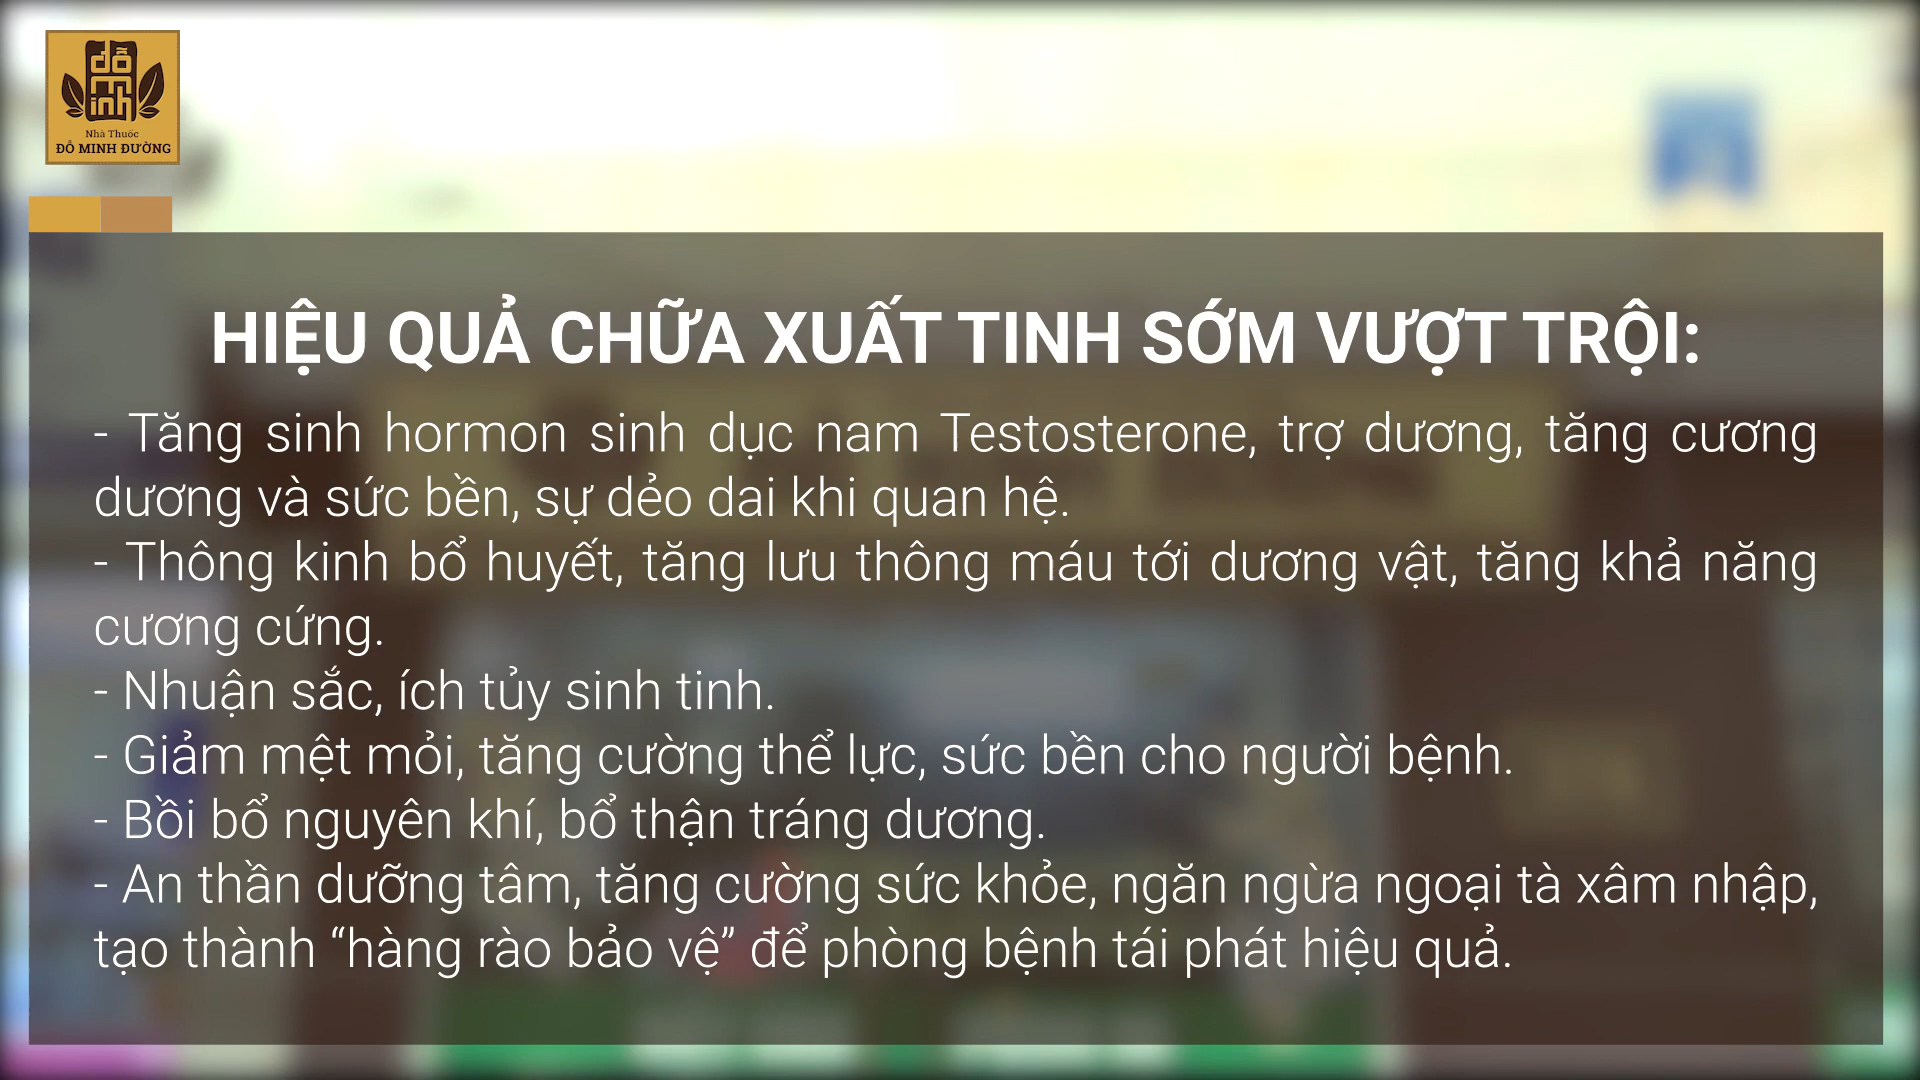 đỗ
minh
Nhà Thuốc
ĐỖ MINH ĐƯỜNG
HIỆU QUẢ CHỮA XUẤT TINH SỚM VƯỢT TRỘI:
- Tăng sinh hormon sinh dục nam Testosterone, trợ dương, tăng cương
dương và sức bền, sự dẻo dai khi quan hệ.
- Thông kinh bổ huyết, tăng lưu thông máu tới dương vật, tăng khả năng
cương cứng.
- Nhuận sắc, ích tủy sinh tinh.
- Giảm mệt mỏi, tăng cường thể lực, sức bền cho người bệnh.
- Bồi bổ nguyên khí, bổ thận tráng dương.
- An thần dưỡng tâm, tăng cường sức khỏe, ngăn ngừa ngoại tà xâm nhập,
tạo thành “hàng rào bảo vệ” để phòng bệnh tái phát hiệu quả.